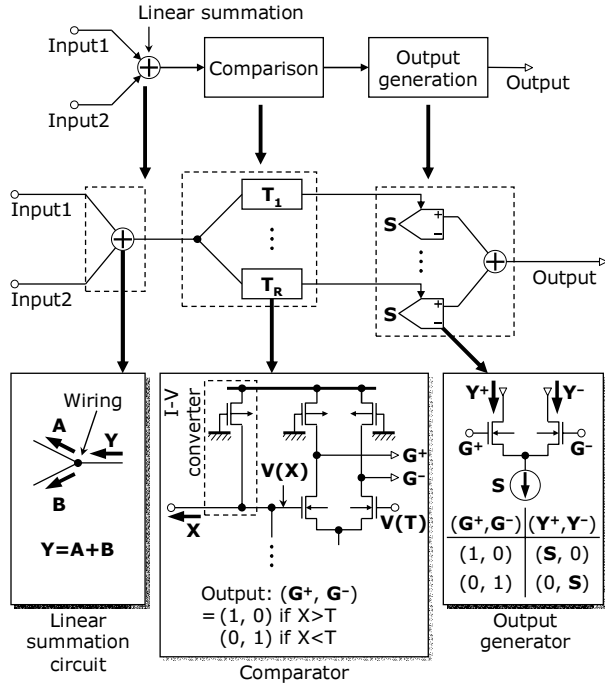 Linear summation
Input1
Comparison
Output generation
Output
Input2
Input1
T1
S
+
−
Input2
TR
S
+
−
Output
Wiring
A
Y
B
Y=A+B
Linear summation circuit
I-V converter
G+
G−
V(X)
X
V(T)
Output: (G+, G−)
= (1, 0) if X>T
(0, 1) if X<T
Comparator
Y+ Y−
G+ G−
S
(G+,G−) (Y+,Y−)
(1, 0) (S, 0)
(0, 1) (0, S)
Output generator